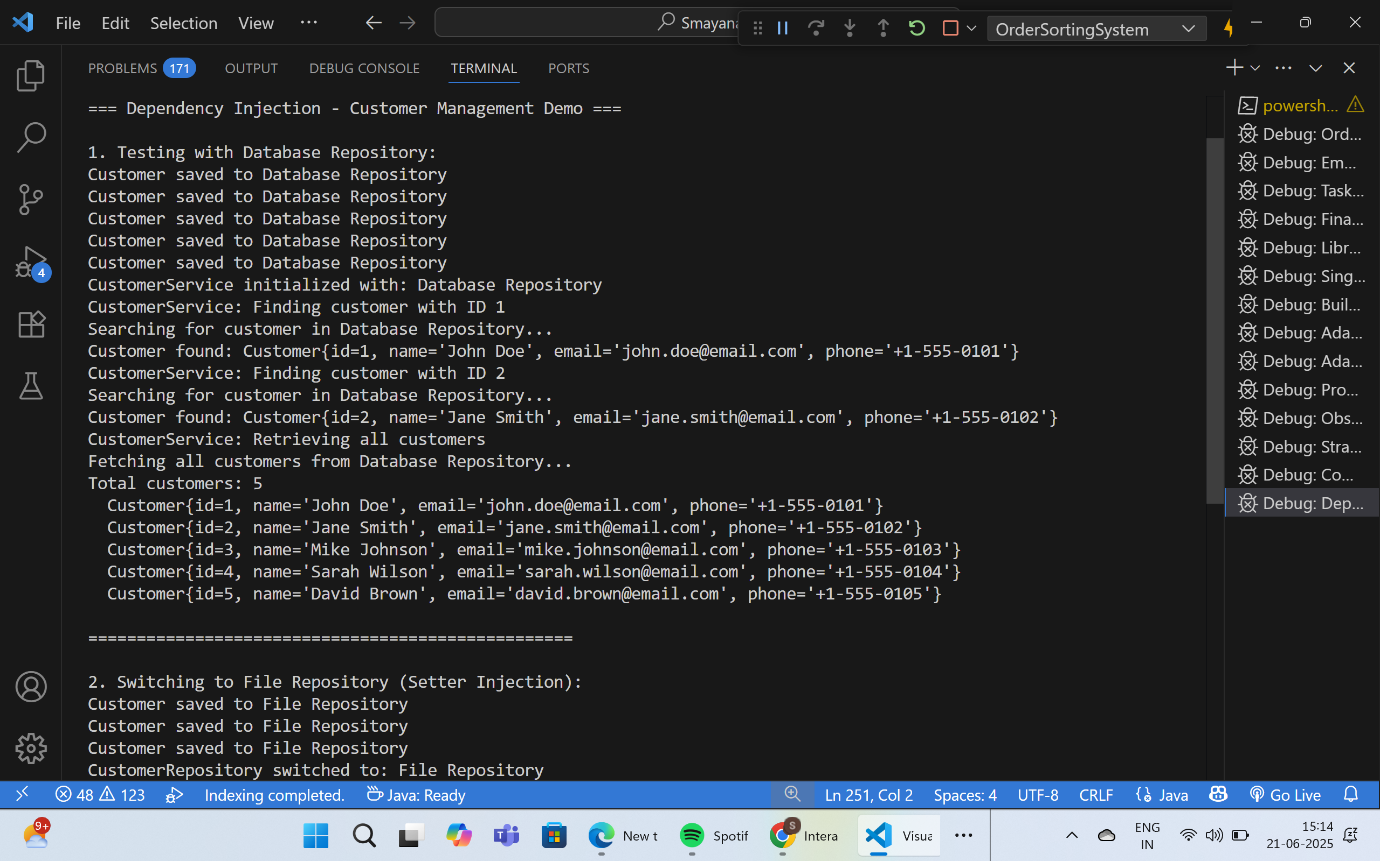 File Edit Selection View ... Smayana OrderSortingSystem
PROBLEMS 171 OUTPUT DEBUG CONSOLE TERMINAL PORTS
=== Dependency Injection - Customer Management Demo ===
1. Testing with Database Repository:
Customer saved to Database Repository
Customer saved to Database Repository
Customer saved to Database Repository
Customer saved to Database Repository
Customer saved to Database Repository
CustomerService initialized with: Database Repository
CustomerService: Finding customer with ID 1
Searching for customer in Database Repository...
Customer found: Customer{id=1, name='John Doe', email='john.doe@email.com', phone='+1-555-0101'}
CustomerService: Finding customer with ID 2
Searching for customer in Database Repository...
Customer found: Customer{id=2, name='Jane Smith', email='jane.smith@email.com', phone='+1-555-0102'}
CustomerService: Retrieving all customers
Fetching all customers from Database Repository...
Total customers: 5
Customer{id=1, name='John Doe', email='john.doe@email.com', phone='+1-555-0101'}
Customer{id=2, name='Jane Smith', email='jane.smith@email.com', phone='+1-555-0102'}
Customer{id=3, name='Mike Johnson', email='mike.johnson@email.com', phone='+1-555-0103'}
Customer{id=4, name='Sarah Wilson', email='sarah.wilson@email.com', phone='+1-555-0104'}
Customer{id=5, name='David Brown', email='david.brown@email.com', phone='+1-555-0105'}
==================================================
2. Switching to File Repository (Setter Injection):
Customer saved to File Repository
Customer saved to File Repository
Customer saved to File Repository
CustomerRepository switched to: File Repository
powersh...
Debug: Ord...
Debug: Em...
Debug: Task...
Debug: Fina...
Debug: Libr...
Debug: Sing...
Debug: Buil...
Debug: Ada...
Debug: Ada...
Debug: Pro...
Debug: Obs...
Debug: Stra...
Debug: Co...
Debug: Dep...
4
48 123 Indexing completed. Java: Ready Ln 251, Col 2 Spaces: 4 UTF-8 CRLF Java Go Live
9+ New t Spotif S Intera Visua ENG 15:14
IN 21-06-2025